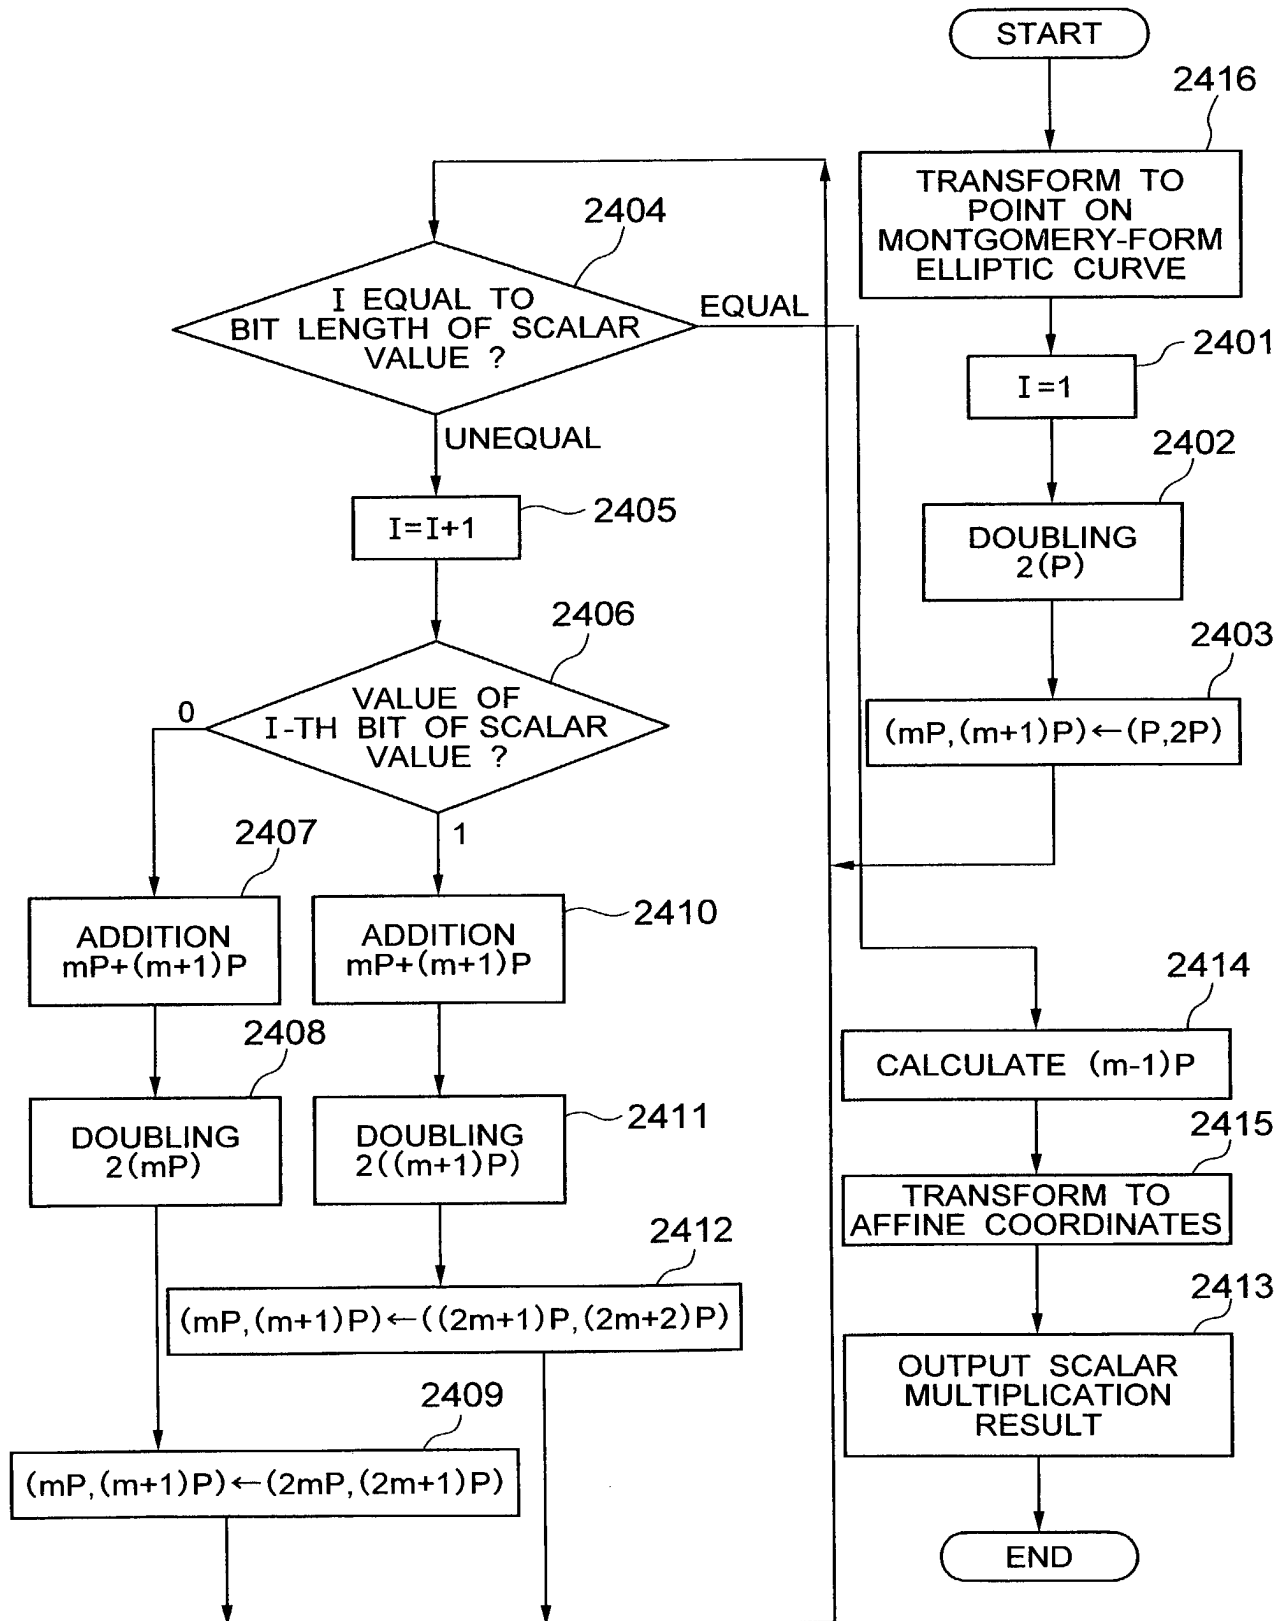 START
2416
TRANSFORM TO
POINT ON
MONTGOMERY-FORM
ELLIPTIC CURVE
2401
I=1
2402
DOUBLING
2(P)
2403
(mP,(m+1)P)←(P,2P)
2404
I EQUAL TO
BIT LENGTH OF SCALAR
VALUE ?
EQUAL
UNEQUAL
2405
I=I+1
2406
VALUE OF
I-TH BIT OF SCALAR
VALUE ?
0
1
2407
ADDITION
mP+(m+1)P
2408
DOUBLING
2(mP)
2409
(mP,(m+1)P)←(2mP,(2m+1)P)
2410
ADDITION
mP+(m+1)P
2411
DOUBLING
2((m+1)P)
2412
(mP,(m+1)P)←((2m+1)P,(2m+2)P)
2414
CALCULATE (m-1)P
2415
TRANSFORM TO
AFFINE COORDINATES
2413
OUTPUT SCALAR
MULTIPLICATION
RESULT
END